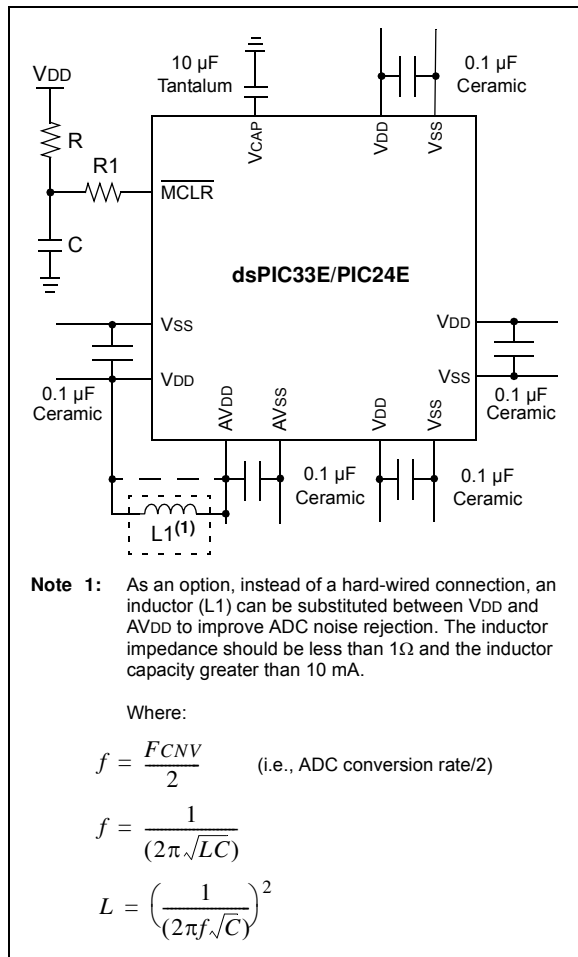 VDD
10 µF
Tantalum
0.1 µF
Ceramic
R
R1
C
MCLR
VCAP
VDD
VSS
dsPIC33E/PIC24E
VSS
VDD
VDD
VSS
0.1 µF
Ceramic
0.1 µF
Ceramic
AVDD
AVSS
VDD
VSS
0.1 µF
Ceramic
0.1 µF
Ceramic
L1(1)
Note 1: As an option, instead of a hard-wired connection, an
inductor (L1) can be substituted between VDD and
AVDD to improve ADC noise rejection. The inductor
impedance should be less than 1Ω and the inductor
capacity greater than 10 mA.
Where:
f = FCNV / 2 (i.e., ADC conversion rate/2)
f = 1 / (2π√LC)
L = (1 / (2πf√C))²